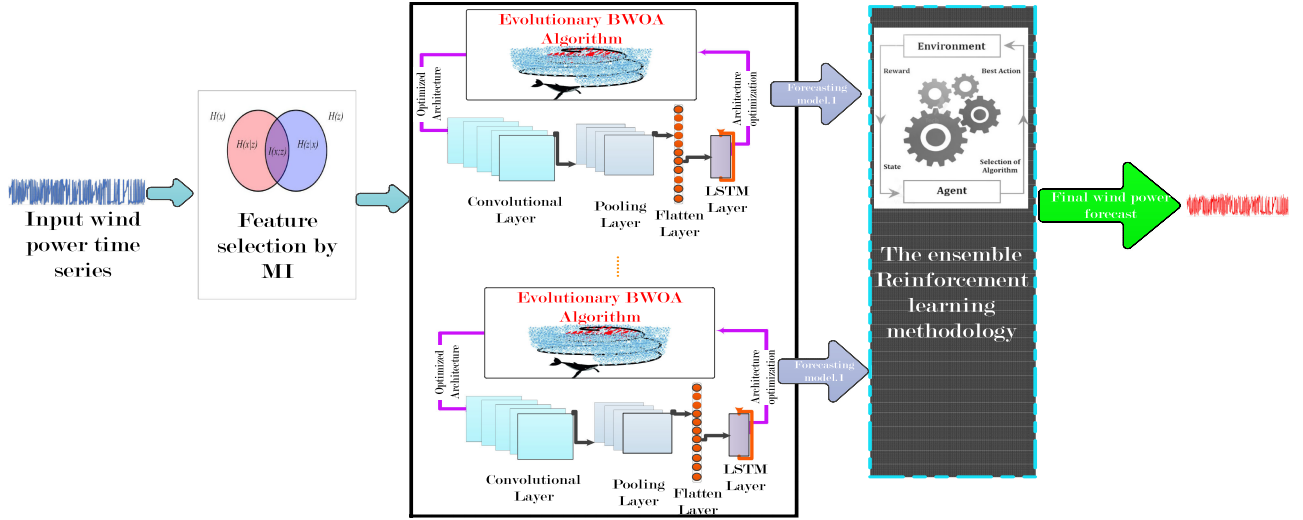 Input wind
power time
series
H(x)
H(z)
H(x|z)
I(x;z)
H(z|x)
Feature
selection by
MI
Evolutionary BWOA
Algorithm
Optimized
Architecture
Architecture
optimization
Convolutional
Layer
Pooling
Layer
Flatten
Layer
LSTM
Layer
Evolutionary BWOA
Algorithm
Optimized
Architecture
Architecture
optimization
Convolutional
Layer
Pooling
Layer
Flatten
Layer
LSTM
Layer
Forecasting
model.1
Forecasting
model.1
Environment
Reward
Best Action
State
Selection of
Algorithm
Agent
The ensemble
Reinforcement
learning
methodology
Final wind power
forecast